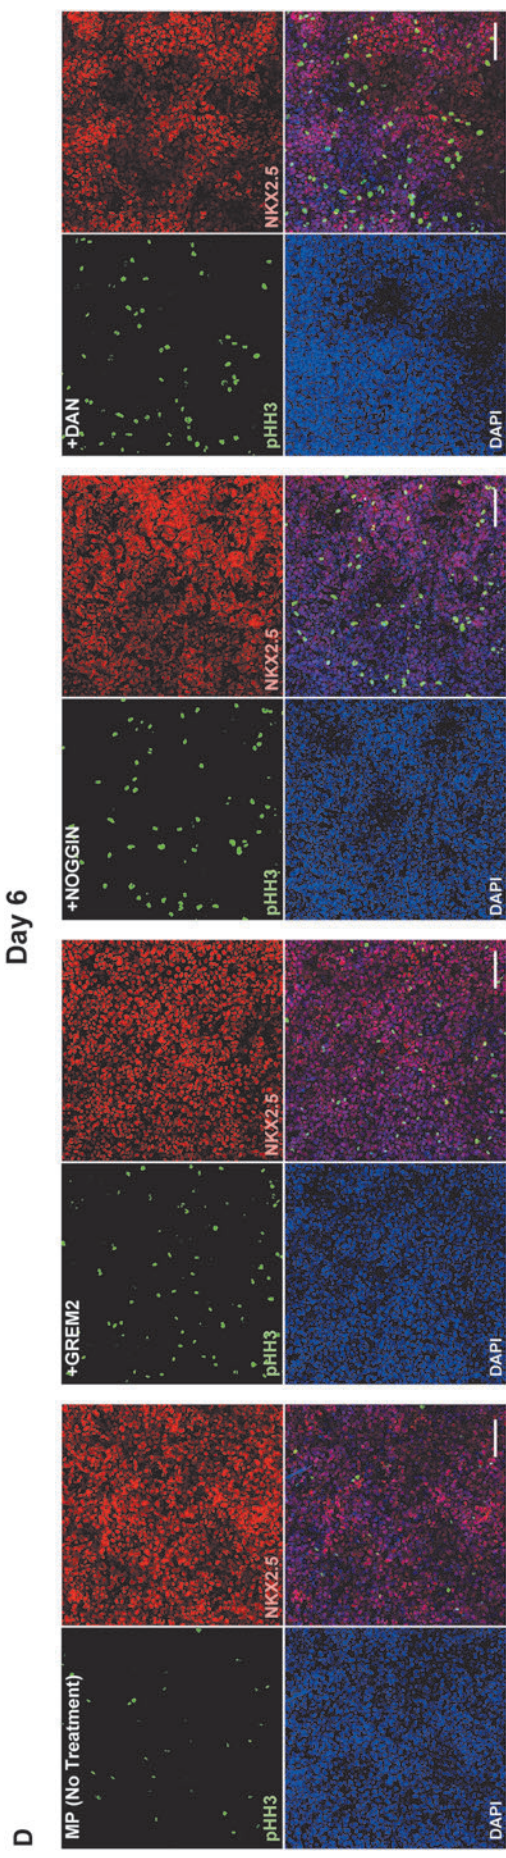 D
Day 6
MP (No Treatment)
pHH3
NKX2.5
DAPI
+GREM2
pHH3
NKX2.5
DAPI
+NOGGIN
pHH3
NKX2.5
DAPI
+DAN
pHH3
NKX2.5
DAPI